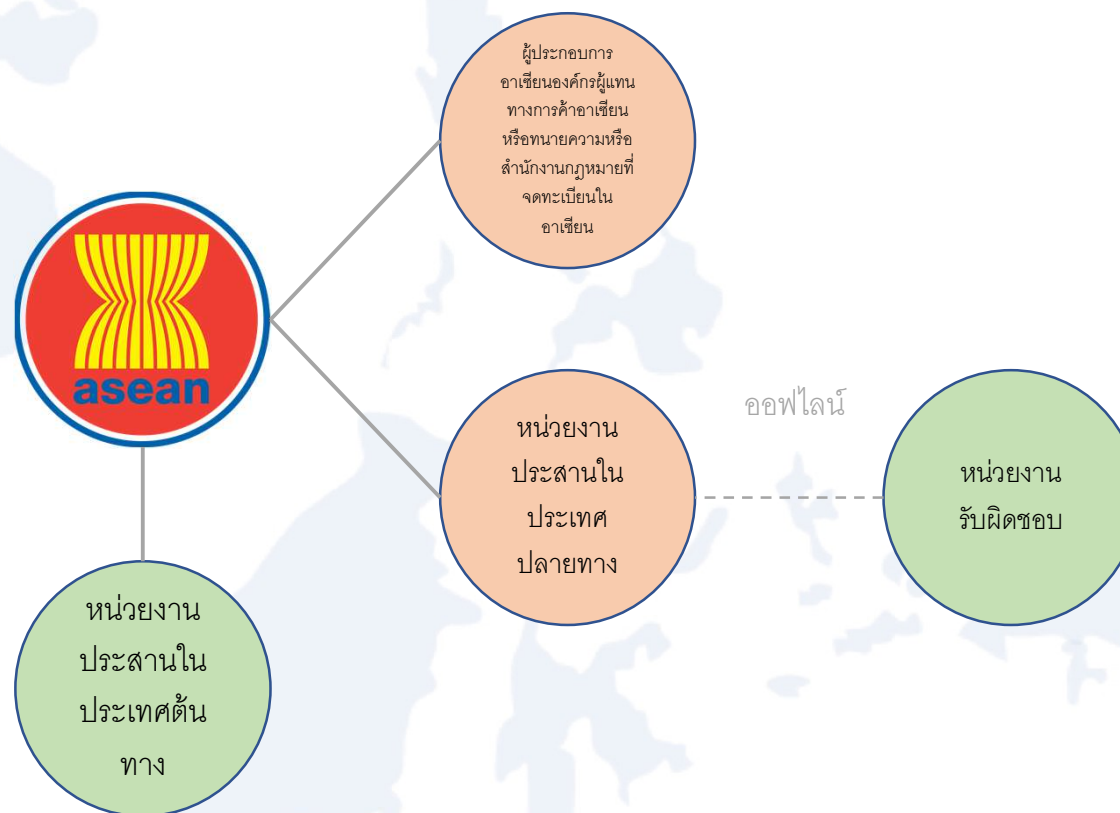 ผู้ประกอบการ
อาเซียนองค์กรผู้แทน
ทางการค้าอาเซียน
หรือทนายความหรือ
สำนักงานกฎหมายที่
จดทะเบียนใน
อาเซียน
asean
หน่วยงาน
ประสานใน
ประเทศ
ปลายทาง
ออฟไลน์
หน่วยงาน
รับผิดชอบ
หน่วยงาน
ประสานใน
ประเทศต้น
ทาง